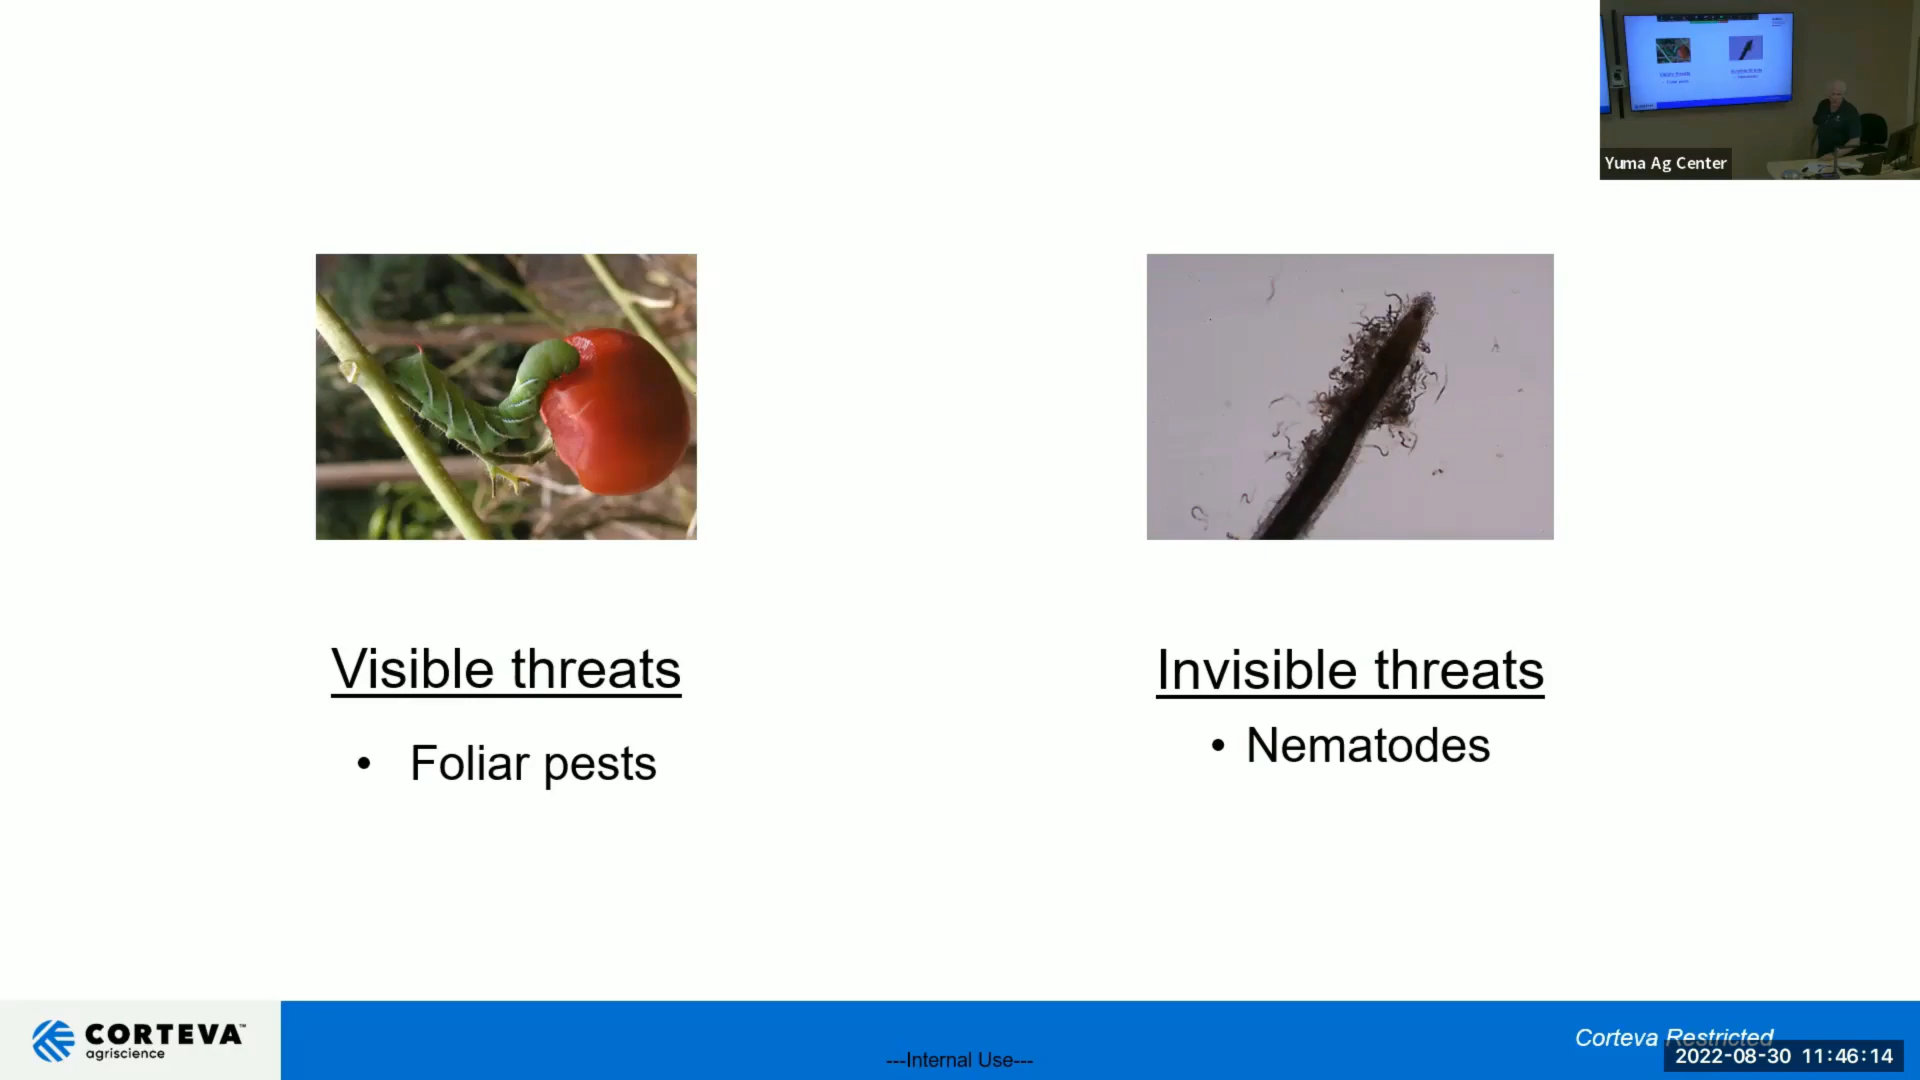 Yuma Ag Center
Visible threats
• Foliar pests
Invisible threats
• Nematodes
CORTEVA™
agriscience
---Internal Use---
Corteva Restricted
2022-08-30 11:46:14